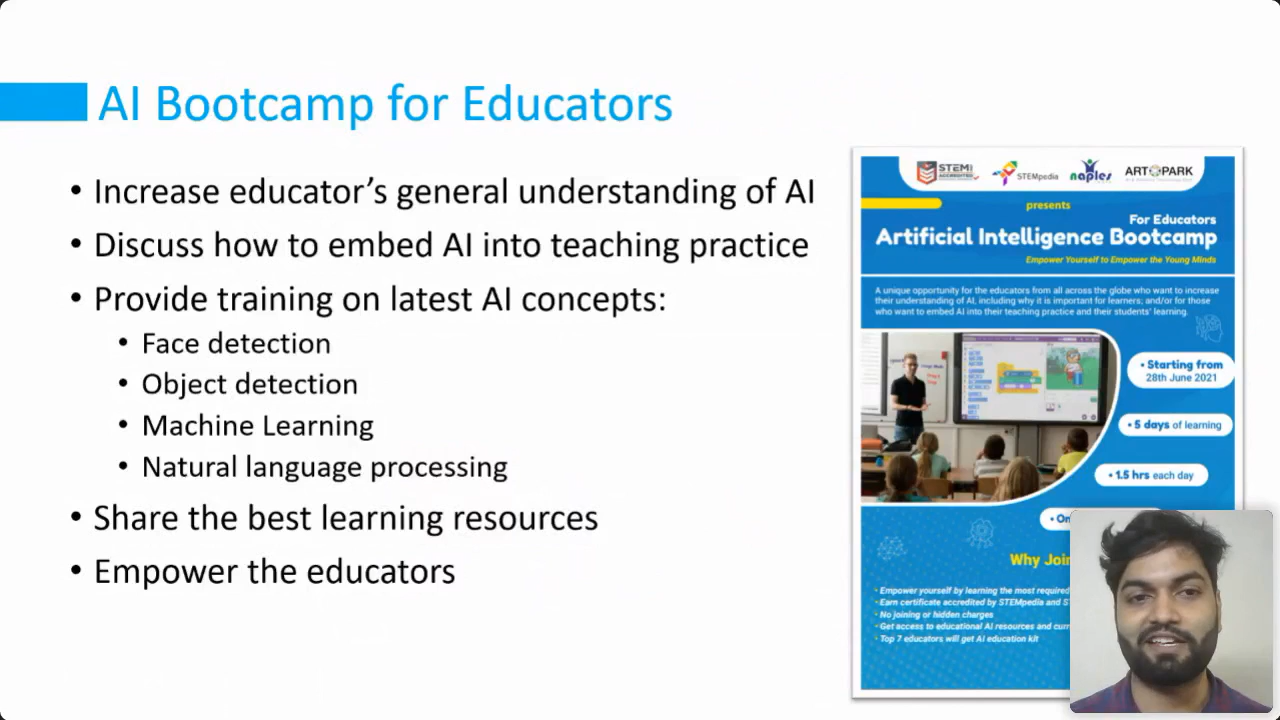 AI Bootcamp for Educators
• Increase educator’s general understanding of AI
• Discuss how to embed AI into teaching practice
• Provide training on latest AI concepts:
• Face detection
• Object detection
• Machine Learning
• Natural language processing
• Share the best learning resources
• Empower the educators
STEM
ACCREDITED
STEMpedia
naples
ARTPARK
presents
For Educators
Artificial Intelligence Bootcamp
Empower Yourself to Empower the Young Minds
A unique opportunity for the educators from all across the globe who want to increase
their understanding of AI, including why it is important for learners; and/or for those
who want to embed AI into their teaching practice and their students' learning.
• Starting from
28th June 2021
• 5 days of learning
• 1.5 hrs each day
Why
• Empower yourself by learning the most required
• Earn certificate accredited by STEMpedia and
• No joining or hidden charges
• Get access to educational AI resources and
• Top 7 educators will get AI education kit